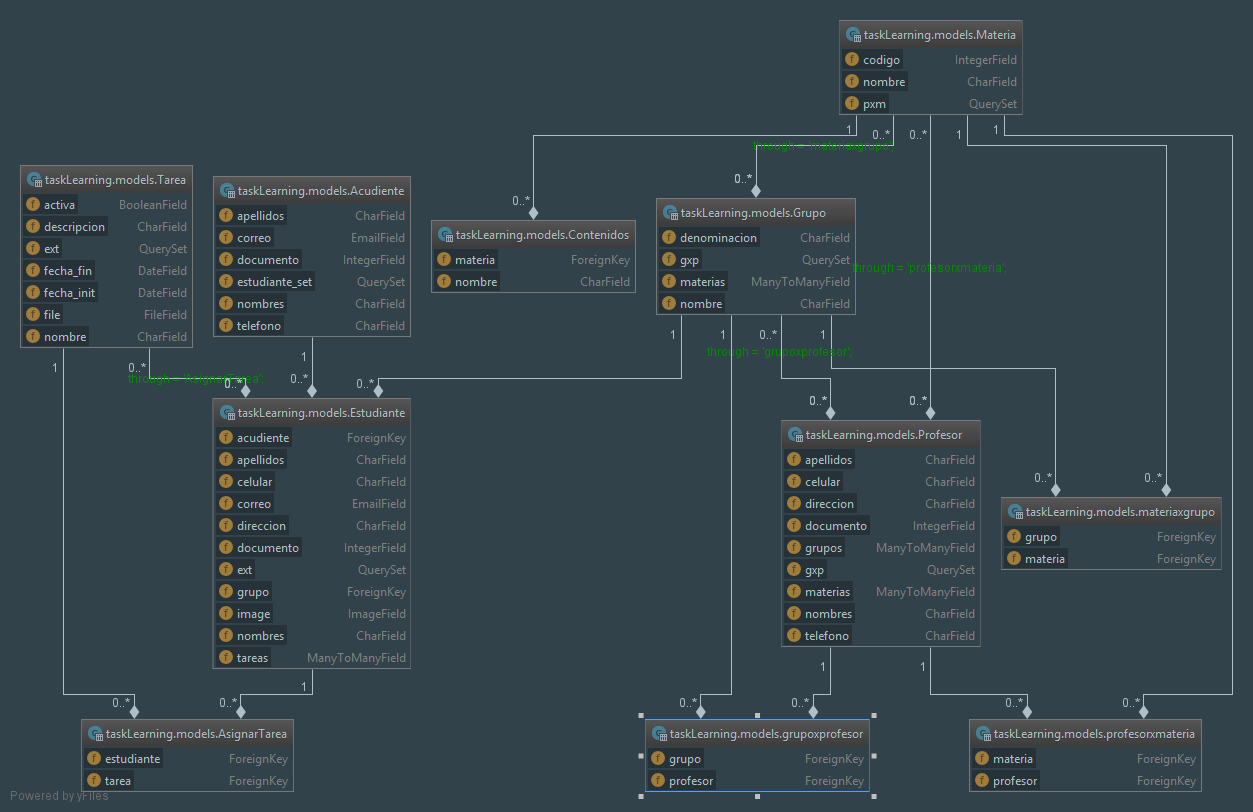 taskLearning.models.Materia
codigo IntegerField
nombre CharField
pxm QuerySet
1 0..* 0..* 1 1
through = 'materiaxgrupo';
taskLearning.models.Tarea
activa BooleanField
descripcion CharField
ext QuerySet
fecha_fin DateField
fecha_init DateField
file FileField
nombre CharField
1 0..*
taskLearning.models.Acudiente
apellidos CharField
correo EmailField
documento IntegerField
estudiante_set QuerySet
nombres CharField
telefono CharField
1
0..*
taskLearning.models.Contenidos
materia ForeignKey
nombre CharField
0..*
taskLearning.models.Grupo
denominacion CharField
gxp QuerySet
materias ManyToManyField
nombre CharField
through = 'profesorxmateria';
1 1 0..* 1
through = 'grupoxprofesor';
through = 'AsignarTarea';
0..* 0..* 0..*
taskLearning.models.Estudiante
acudiente ForeignKey
apellidos CharField
celular CharField
correo EmailField
direccion CharField
documento IntegerField
ext QuerySet
grupo ForeignKey
image ImageField
nombres CharField
tareas ManyToManyField
1
0..* 0..*
taskLearning.models.Profesor
apellidos CharField
celular CharField
direccion CharField
documento IntegerField
grupos ManyToManyField
gxp QuerySet
materias ManyToManyField
nombres CharField
telefono CharField
1 1
0..* 0..*
taskLearning.models.materiaxgrupo
grupo ForeignKey
materia ForeignKey
0..* 0..*
taskLearning.models.AsignarTarea
estudiante ForeignKey
tarea ForeignKey
0..* 0..*
taskLearning.models.grupoxprofesor
grupo ForeignKey
profesor ForeignKey
0..* 0..*
taskLearning.models.profesorxmateria
materia ForeignKey
profesor ForeignKey
Powered by yFiles